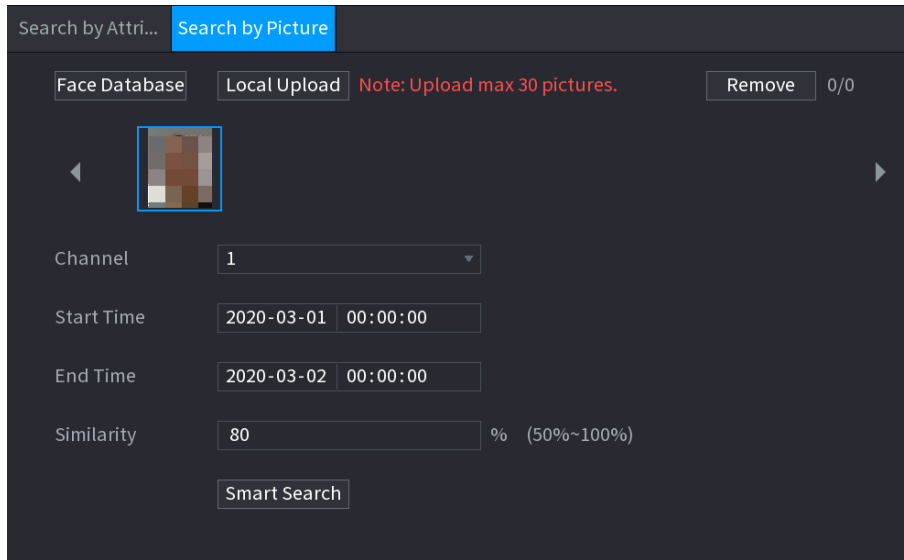 Search by Attri... Search by Picture
Face Database Local Upload Note: Upload max 30 pictures. Remove 0/0
Channel 1
Start Time 2020-03-01 00:00:00
End Time 2020-03-02 00:00:00
Similarity 80 % (50%~100%)
Smart Search